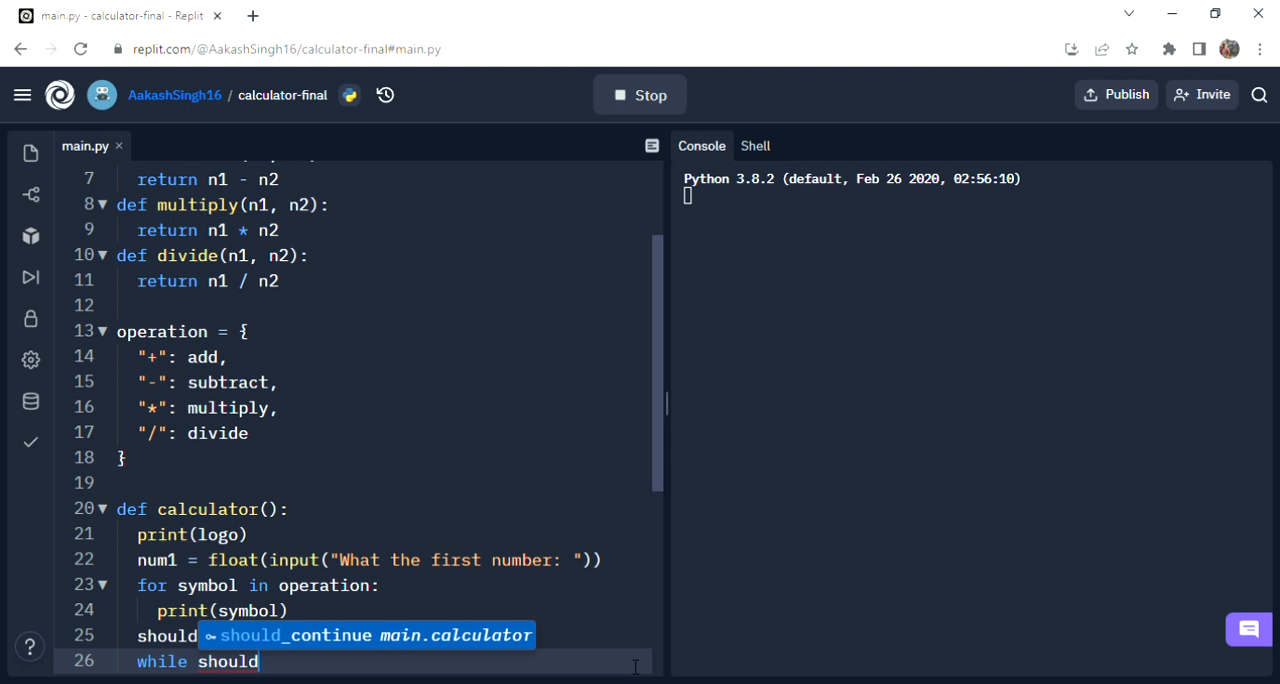 main.py - calculator-final - Replit
replit.com/@AakashSingh16/calculator-final#main.py
AakashSingh16 / calculator-final
Stop
Publish
Invite
main.py
Console
Shell
7 return n1 - n2
8 def multiply(n1, n2):
9 return n1 * n2
10 def divide(n1, n2):
11 return n1 / n2
12
13 operation = {
14 "+": add,
15 "-": subtract,
16 "*": multiply,
17 "/": divide
18 }
19
20 def calculator():
21 print(logo)
22 num1 = float(input("What the first number: "))
23 for symbol in operation:
24 print(symbol)
25 should
should_continue main.calculator
26 while should
Python 3.8.2 (default, Feb 26 2020, 02:56:10)
?